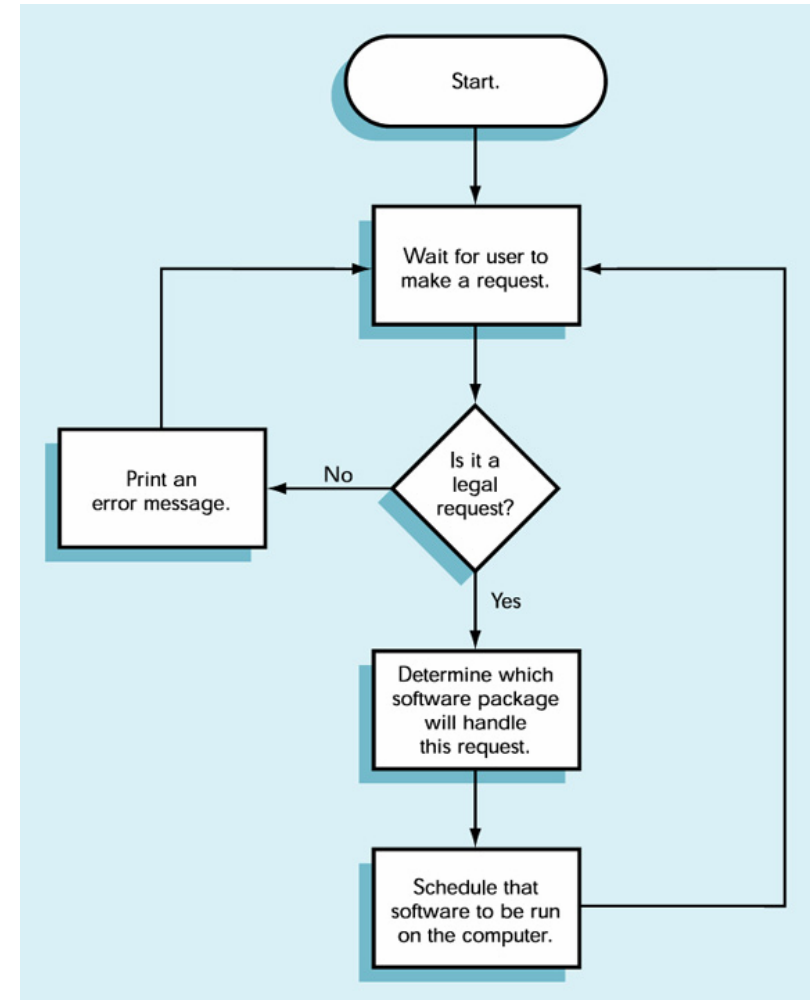 Start.
Wait for user to
make a request.
Is it a
legal
request?
No
Print an
error message.
Yes
Determine which
software package
will handle
this request.
Schedule that
software to be run
on the computer.